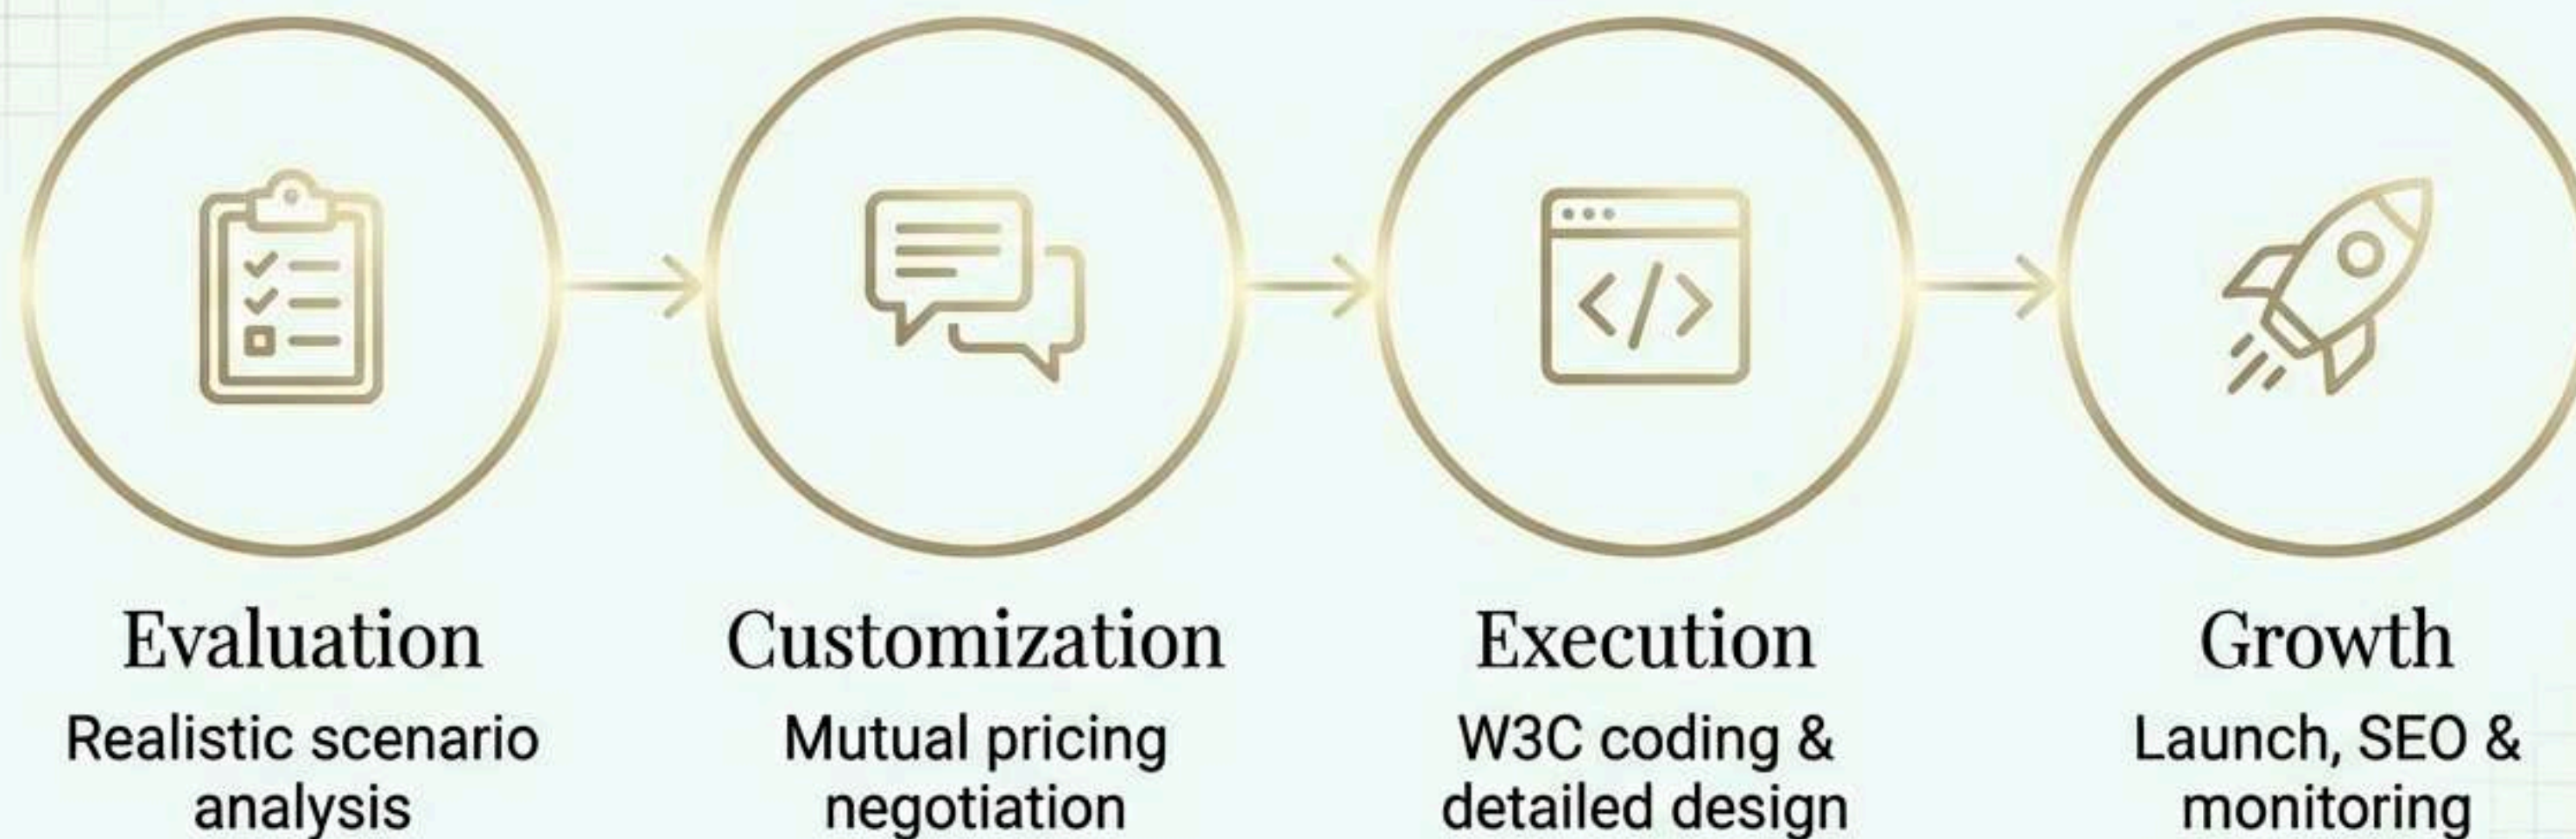 Evaluation
Realistic scenario
analysis
Customization
Mutual pricing
negotiation
Execution
W3C coding &
detailed design
Growth
Launch, SEO &
monitoring